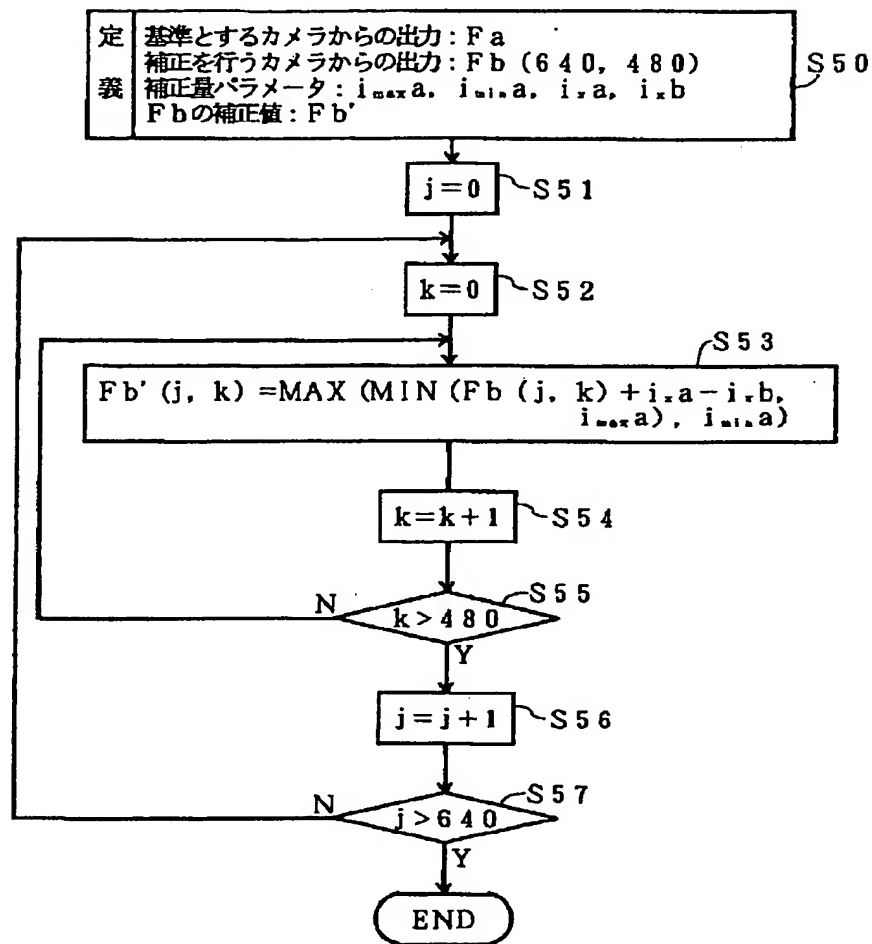 定義
基準とするカメラからの出力：Fa
補正を行うカメラからの出力：Fb (640, 480)
補正量パラメータ：i_max a, i_min a, i_x a, i_x b
Fbの補正値：Fb'
S50
j=0 S51
k=0 S52
S53
Fb' (j, k) =MAX (MIN (Fb (j, k) + i_x a − i_x b,
i_max a), i_min a)
k=k+1 S54
S55
N k>480
Y
j=j+1 S56
S57
N j>640
Y
END